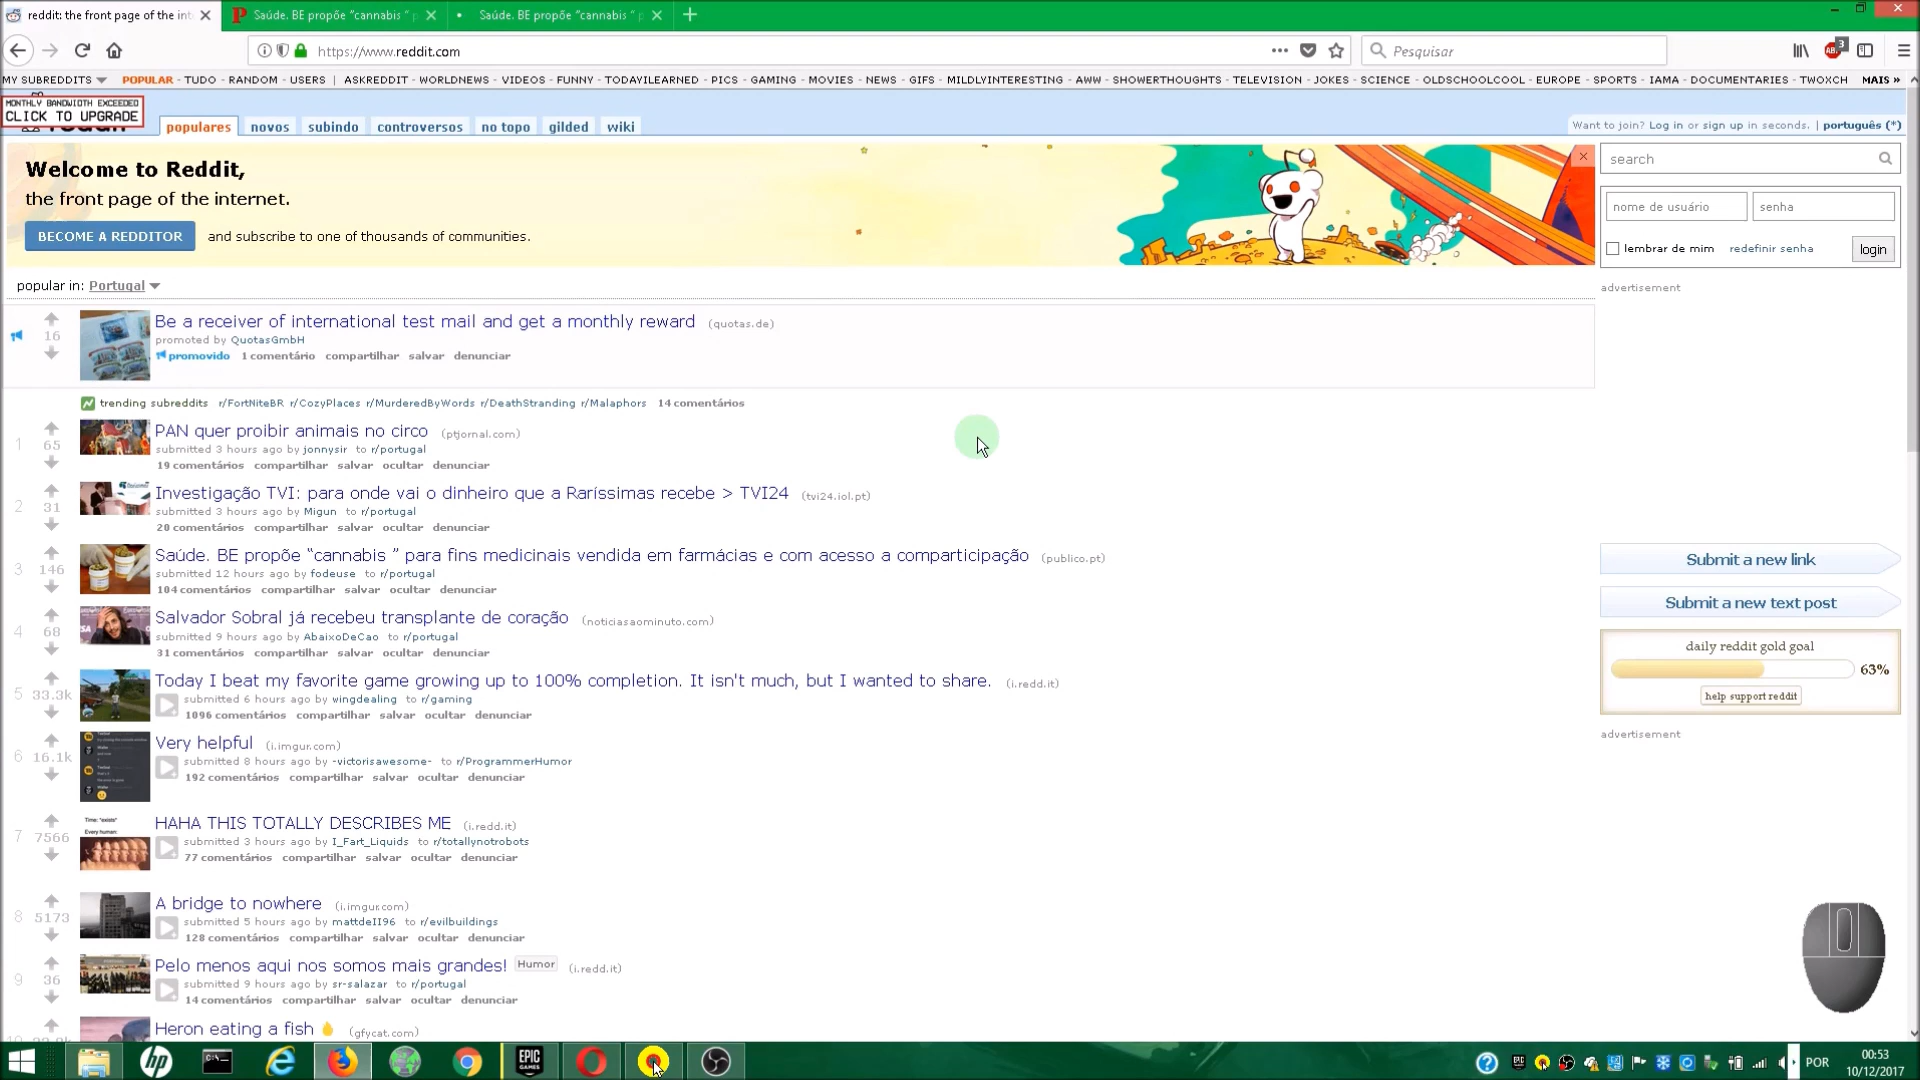 reddit: the front page of the int
Saúde. BE propõe "cannabis " p
Saúde. BE propõe "cannabis " p
https://www.reddit.com
Pesquisar
3
MY SUBREDDITS
POPULAR - TUDO - RANDOM - USERS | ASKREDDIT - WORLDNEWS - VIDEOS - FUNNY - TODAYILEARNED - PICS - GAMING - MOVIES - NEWS - GIFS - MILDLYINTERESTING - AWW - SHOWERTHOUGHTS - TELEVISION - JOKES - SCIENCE - OLDSCHOOLCOOL - EUROPE - SPORTS - IAMA - DOCUMENTARIES - TWOXCH
MAIS »
MONTHLY BANDWIDTH EXCEEDED
CLICK TO UPGRADE
populares novos subindo controversos no topo gilded wiki
Want to join? Log in or sign up in seconds. | português (*)
Welcome to Reddit,
the front page of the internet.
BECOME A REDDITOR and subscribe to one of thousands of communities.
search
nome de usuário senha
lembrar de mim redefinir senha login
advertisement
popular in: Portugal
16
Be a receiver of international test mail and get a monthly reward (quotas.de)
promoted by QuotasGmbH
promovido 1 comentário compartilhar salvar denunciar
trending subreddits r/FortNiteBR r/CozyPlaces r/MurderedByWords r/DeathStranding r/Malaphors 14 comentários
1 65
PAN quer proibir animais no circo (ptjornal.com)
submitted 3 hours ago by jonnysir to r/portugal
19 comentários compartilhar salvar ocultar denunciar
2 31
Investigação TVI: para onde vai o dinheiro que a Raríssimas recebe > TVI24 (tvi24.iol.pt)
submitted 3 hours ago by Migun to r/portugal
20 comentários compartilhar salvar ocultar denunciar
3 146
Saúde. BE propõe “cannabis ” para fins medicinais vendida em farmácias e com acesso a comparticipação (publico.pt)
submitted 12 hours ago by fodeuse to r/portugal
104 comentários compartilhar salvar ocultar denunciar
4 68
Salvador Sobral já recebeu transplante de coração (noticiasaominuto.com)
submitted 9 hours ago by AbaixoDeCao to r/portugal
31 comentários compartilhar salvar ocultar denunciar
5 33.3k
Today I beat my favorite game growing up to 100% completion. It isn't much, but I wanted to share. (i.redd.it)
submitted 6 hours ago by wingdealing to r/gaming
1096 comentários compartilhar salvar ocultar denunciar
6 16.1k
Very helpful (i.imgur.com)
submitted 8 hours ago by -victorisawesome- to r/ProgrammerHumor
192 comentários compartilhar salvar ocultar denunciar
7 7566
Time: *exists*
Every human:
HAHA THIS TOTALLY DESCRIBES ME (i.redd.it)
submitted 3 hours ago by I_Fart_Liquids to r/totallynotrobots
77 comentários compartilhar salvar ocultar denunciar
8 5173
A bridge to nowhere (i.imgur.com)
submitted 5 hours ago by mattdeII96 to r/evilbuildings
128 comentários compartilhar salvar ocultar denunciar
9 36
Pelo menos aqui nos somos mais grandes! Humor (i.redd.it)
submitted 9 hours ago by sr-salazar to r/portugal
14 comentários compartilhar salvar ocultar denunciar
Heron eating a fish (gfycat.com)
Submit a new link
Submit a new text post
daily reddit gold goal
63%
help support reddit
advertisement
hp
EPIC
GAMES
POR
00:53
10/12/2017